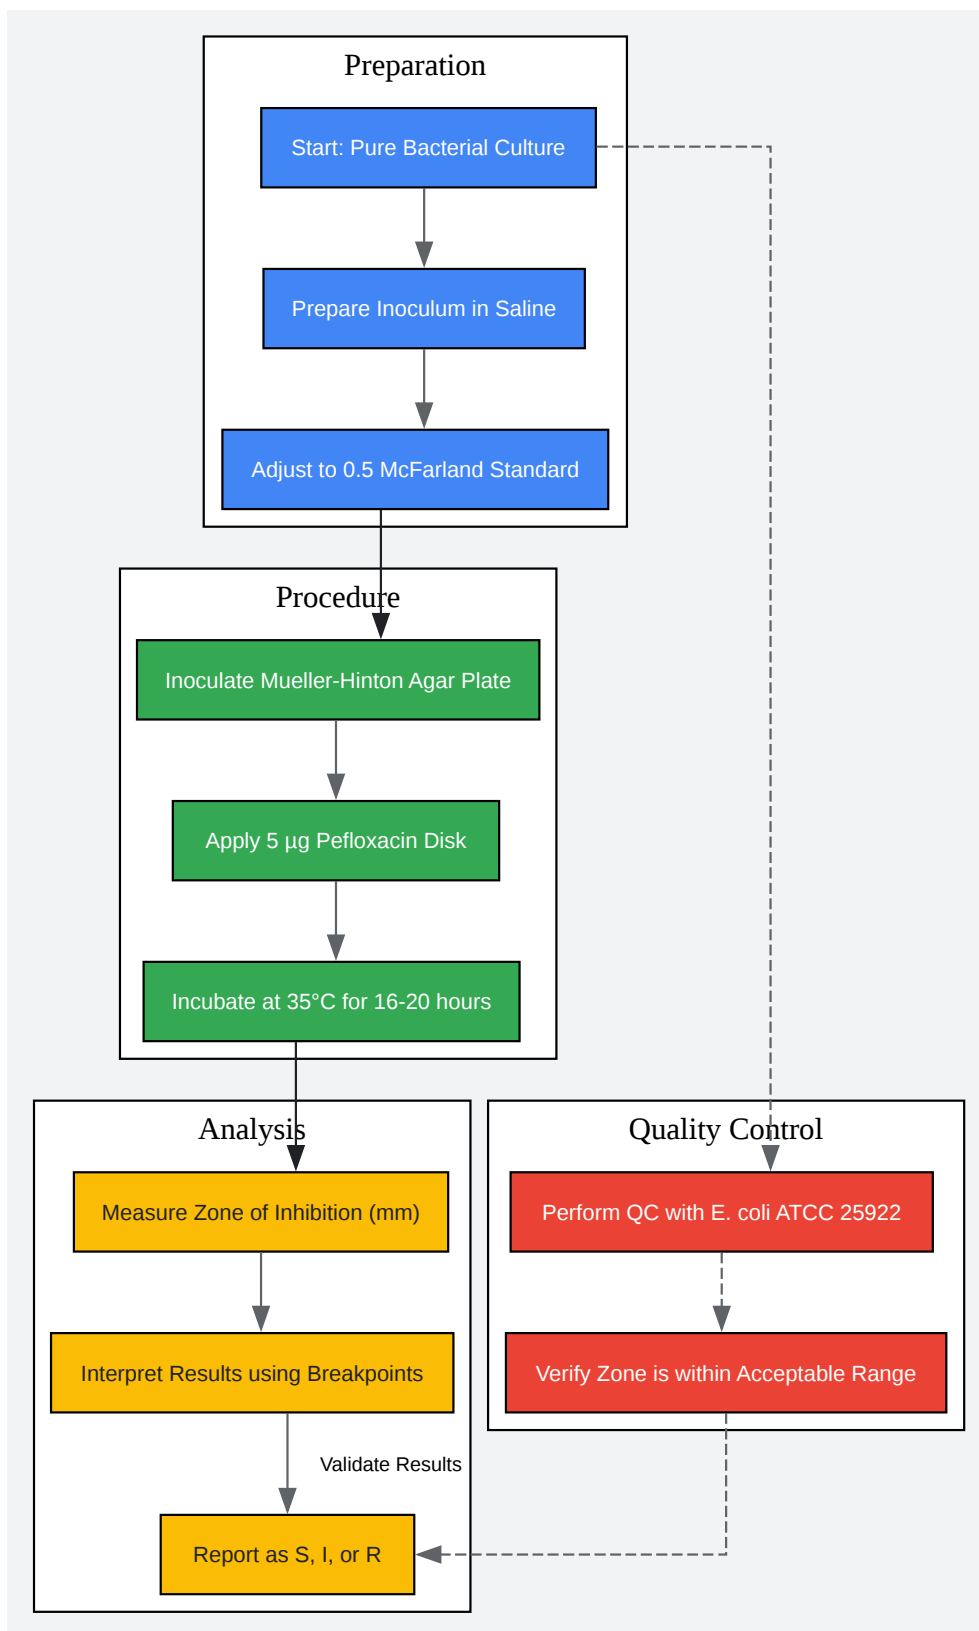 Preparation
Start: Pure Bacterial Culture
Prepare Inoculum in Saline
Adjust to 0.5 McFarland Standard
Procedure
Inoculate Mueller-Hinton Agar Plate
Apply 5 µg Pefloxacin Disk
Incubate at 35°C for 16-20 hours
Analysis
Measure Zone of Inhibition (mm)
Interpret Results using Breakpoints
Validate Results
Report as S, I, or R
Quality Control
Perform QC with E. coli ATCC 25922
Verify Zone is within Acceptable Range